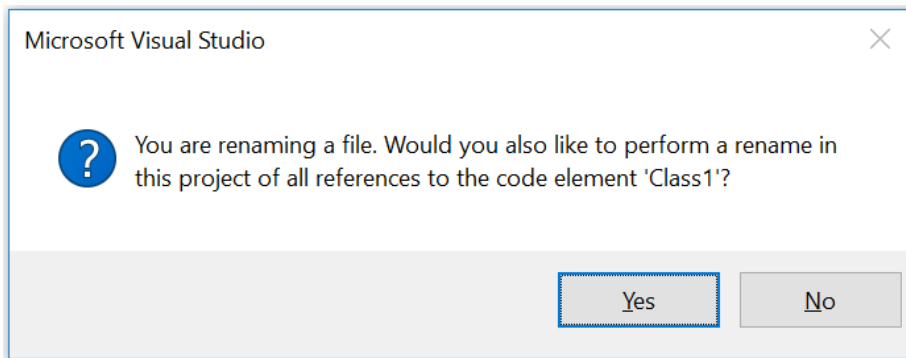 Microsoft Visual Studio
You are renaming a file. Would you also like to perform a rename in
this project of all references to the code element 'Class1'?
Yes
No